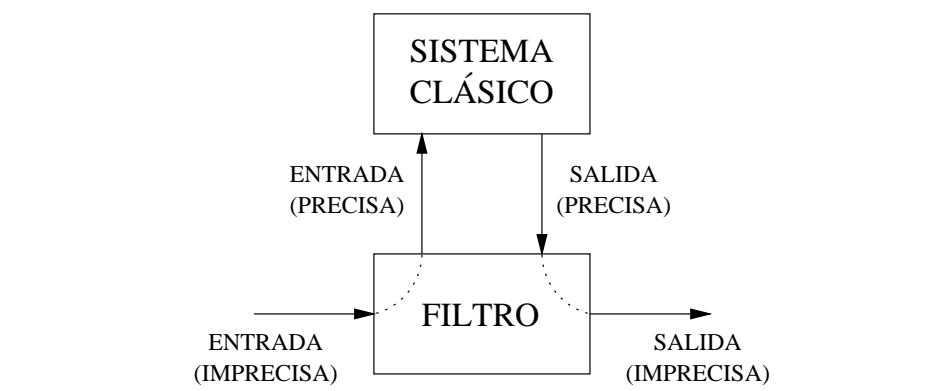 SISTEMA
CLÁSICO
ENTRADA
(PRECISA)
SALIDA
(PRECISA)
FILTRO
ENTRADA
(IMPRECISA)
SALIDA
(IMPRECISA)